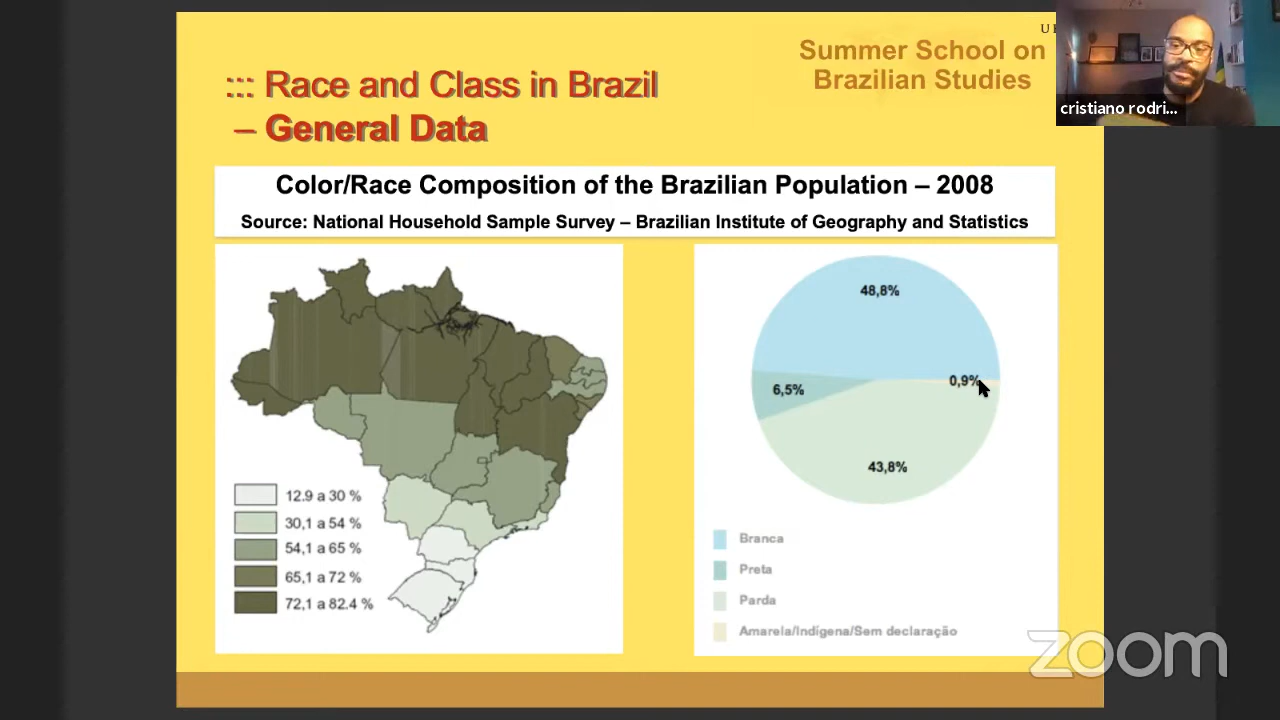 U
Summer School on
Brazilian Studies
::: Race and Class in Brazil
– General Data
cristiano rodri...
Color/Race Composition of the Brazilian Population – 2008
Source: National Household Sample Survey – Brazilian Institute of Geography and Statistics
12.9 a 30 %
30,1 a 54 %
54,1 a 65 %
65,1 a 72 %
72,1 a 82.4 %
48,8%
0,9%
6,5%
43,8%
Branca
Preta
Parda
Amarela/Indígena/Sem declaração
zoom